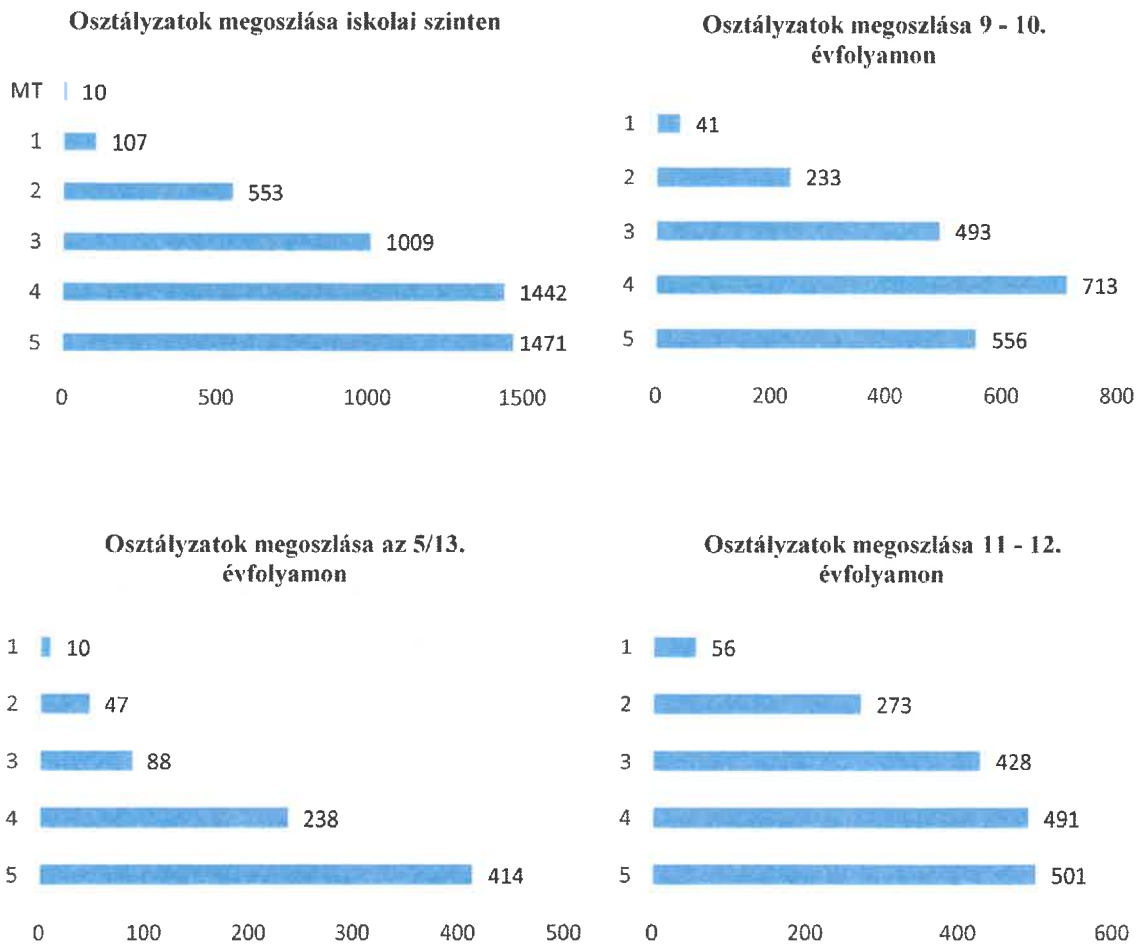 Osztályzatok megoszlása iskolai szinten
MT 10
1 107
2 553
3 1009
4 1442
5 1471
0 500 1000 1500
Osztályzatok megoszlása 9 - 10.
évfolyamon
1 41
2 233
3 493
4 713
5 556
0 200 400 600 800
Osztályzatok megoszlása az 5/13.
évfolyamon
1 10
2 47
3 88
4 238
5 414
0 100 200 300 400 500
Osztályzatok megoszlása 11 - 12.
évfolyamon
1 56
2 273
3 428
4 491
5 501
0 200 400 600